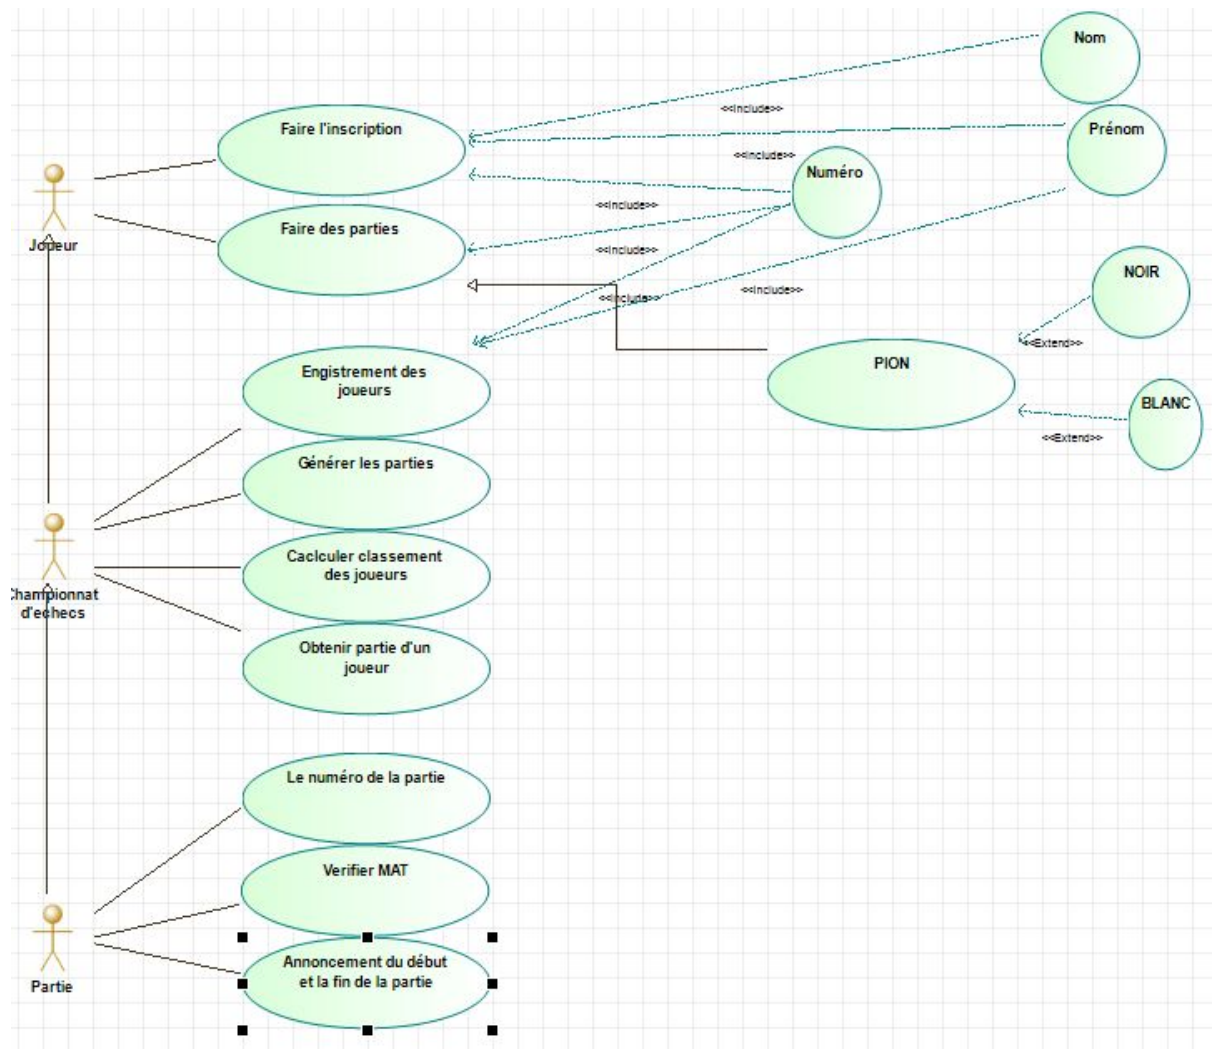 Nom
<<include>>
Faire l'inscription
Prénom
<<include>>
Numéro
<<include>>
Faire des parties
Joueur
<<include>>
NOIR
<<include>>
<<include>>
<<Extend>>
PION
Engistrement des
joueurs
BLANC
<<Extend>>
Générer les parties
Caclculer classement
des joueurs
Championnat
d'echecs
Obtenir partie d'un
joueur
Le numéro de la partie
Verifier MAT
Annoncement du début
et la fin de la partie
Partie